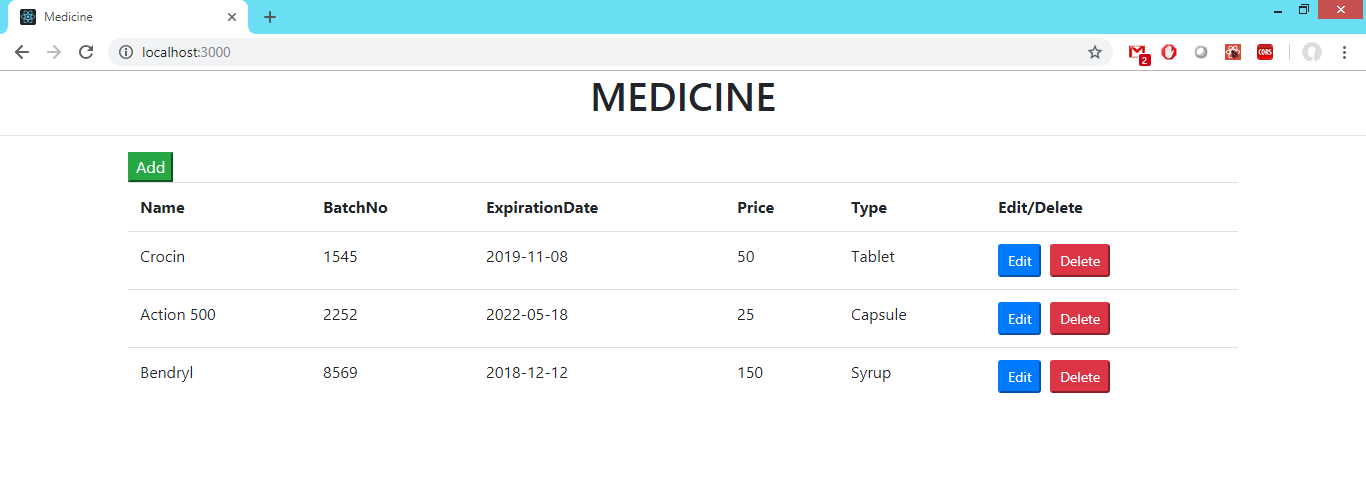 Medicine
localhost:3000
2
CORS
MEDICINE
Add
Name BatchNo ExpirationDate Price Type Edit/Delete
Crocin 1545 2019-11-08 50 Tablet Edit Delete
Action 500 2252 2022-05-18 25 Capsule Edit Delete
Bendryl 8569 2018-12-12 150 Syrup Edit Delete